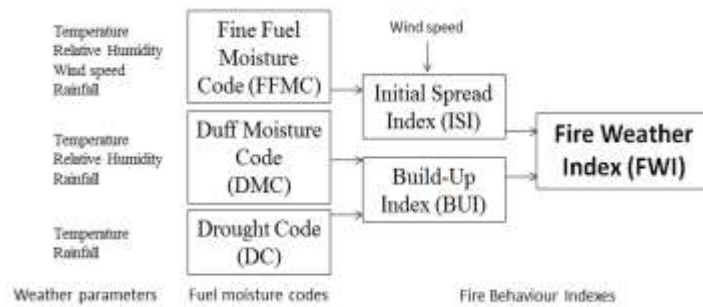 Temperature
Relative Humidity
Wind speed
Rainfall
Fine Fuel
Moisture
Code (FFMC)
Wind speed
Initial Spread
Index (ISI)
Temperature
Relative Humidity
Rainfall
Duff Moisture
Code
(DMC)
Build-Up
Index (BUI)
Fire Weather
Index (FWI)
Temperature
Rainfall
Drought Code
(DC)
Weather parameters
Fuel moisture codes
Fire Behaviour Indexes